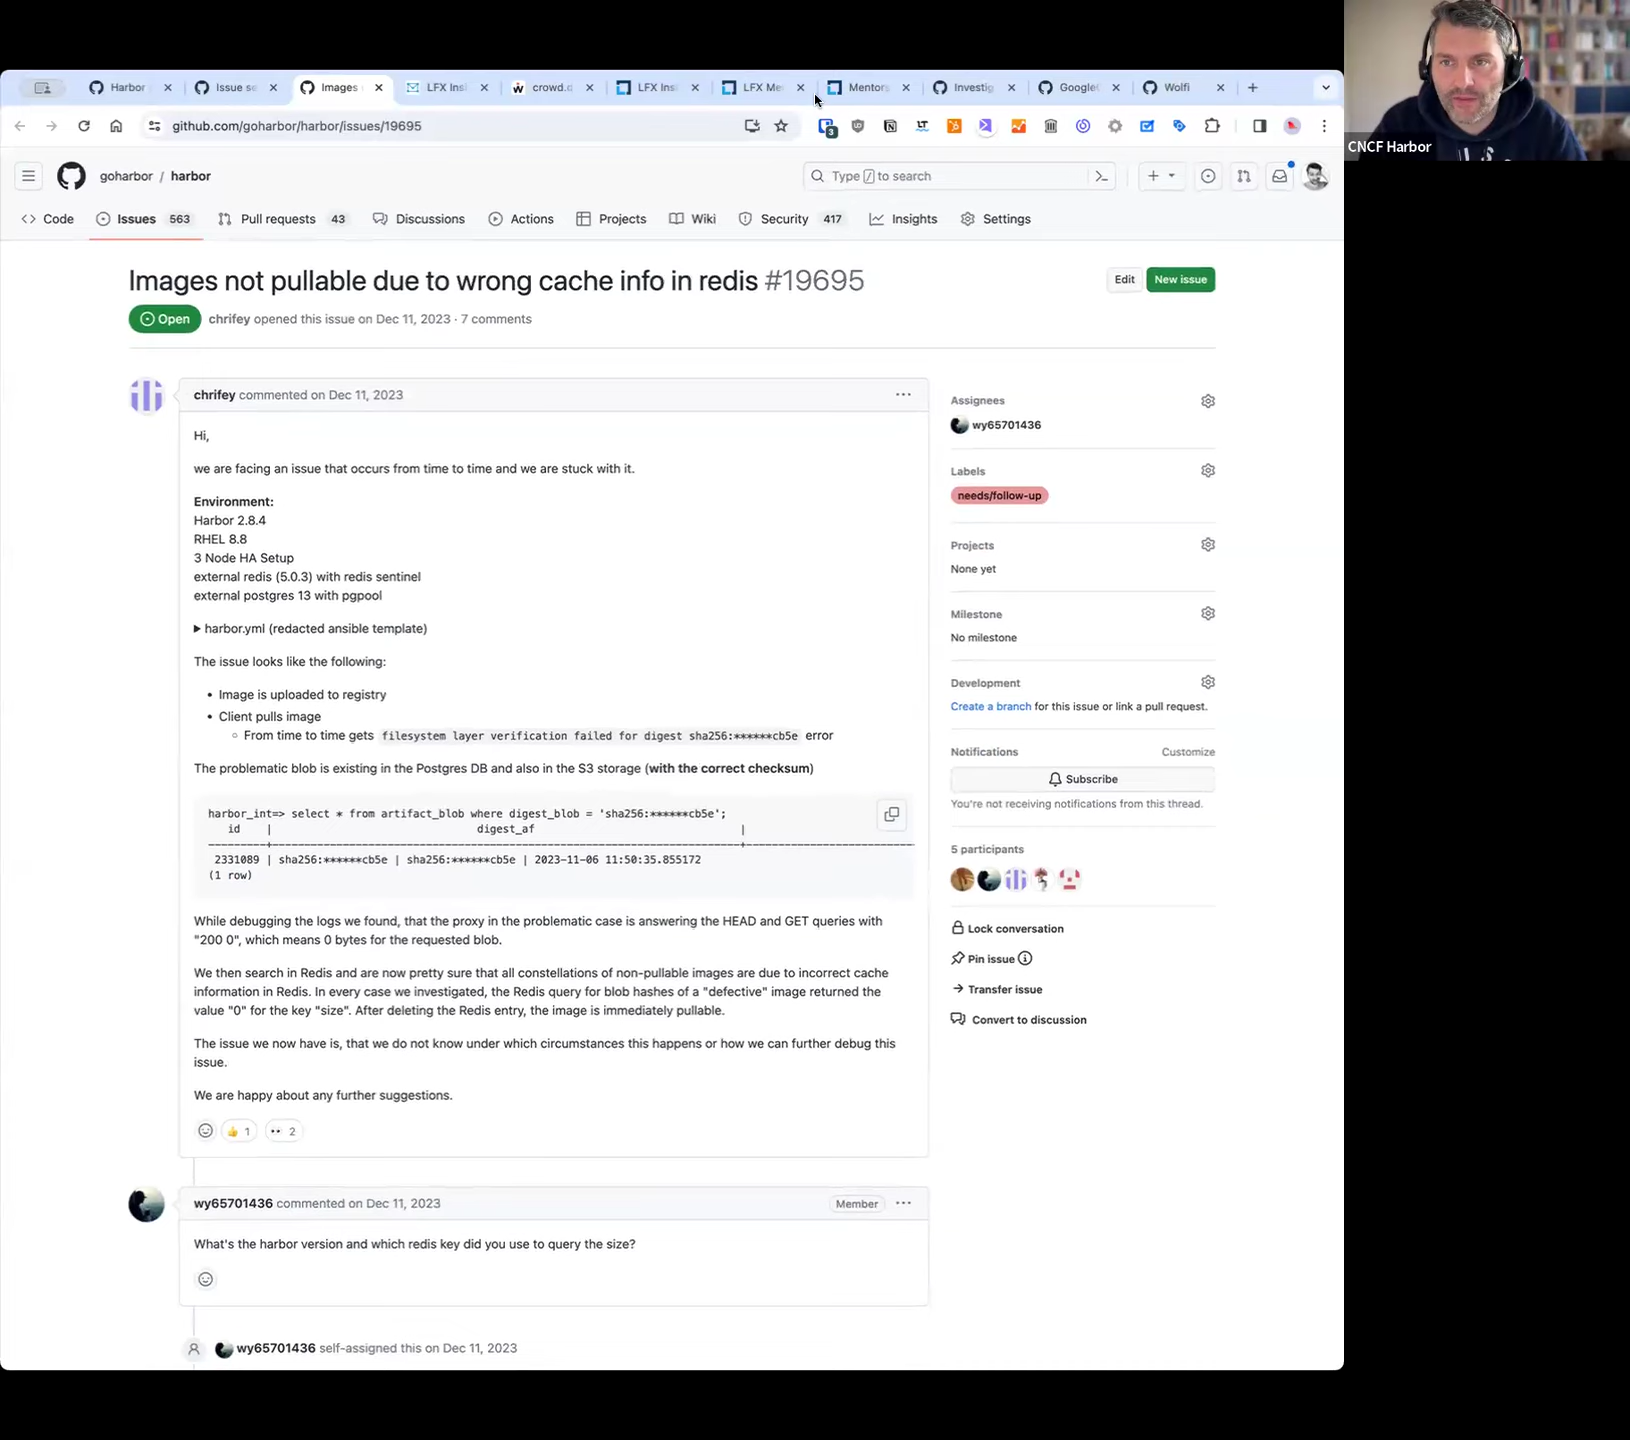 Harbor
Issue se
Images
LFX Insi
crowd.d
LFX Insi
LFX Me
Mentors
Investig
Google
Wolfi
github.com/goharbor/harbor/issues/19695
3
CNCF Harbor
goharbor / harbor
Type / to search
Code
Issues 563
Pull requests 43
Discussions
Actions
Projects
Wiki
Security 417
Insights
Settings
Images not pullable due to wrong cache info in redis #19695
Edit
New issue
Open
chrifey opened this issue on Dec 11, 2023 · 7 comments
chrifey commented on Dec 11, 2023
Hi,
we are facing an issue that occurs from time to time and we are stuck with it.
Environment:
Harbor 2.8.4
RHEL 8.8
3 Node HA Setup
external redis (5.0.3) with redis sentinel
external postgres 13 with pgpool
harbor.yml (redacted ansible template)
The issue looks like the following:
• Image is uploaded to registry
• Client pulls image
○ From time to time gets filesystem layer verification failed for digest sha256:******cb5e error
The problematic blob is existing in the Postgres DB and also in the S3 storage (with the correct checksum)
harbor_int=> select * from artifact_blob where digest_blob = 'sha256:******cb5e';
id | digest_af |
2331089 | sha256:******cb5e | sha256:******cb5e | 2023-11-06 11:50:35.855172
(1 row)
While debugging the logs we found, that the proxy in the problematic case is answering the HEAD and GET queries with
"200 0", which means 0 bytes for the requested blob.
We then search in Redis and are now pretty sure that all constellations of non-pullable images are due to incorrect cache
information in Redis. In every case we investigated, the Redis query for blob hashes of a "defective" image returned the
value "0" for the key "size". After deleting the Redis entry, the image is immediately pullable.
The issue we now have is, that we do not know under which circumstances this happens or how we can further debug this
issue.
We are happy about any further suggestions.
1
2
wy65701436 commented on Dec 11, 2023
Member
What's the harbor version and which redis key did you use to query the size?
wy65701436 self-assigned this on Dec 11, 2023
Assignees
wy65701436
Labels
needs/follow-up
Projects
None yet
Milestone
No milestone
Development
Create a branch for this issue or link a pull request.
Notifications
Customize
Subscribe
You're not receiving notifications from this thread.
5 participants
Lock conversation
Pin issue
Transfer issue
Convert to discussion